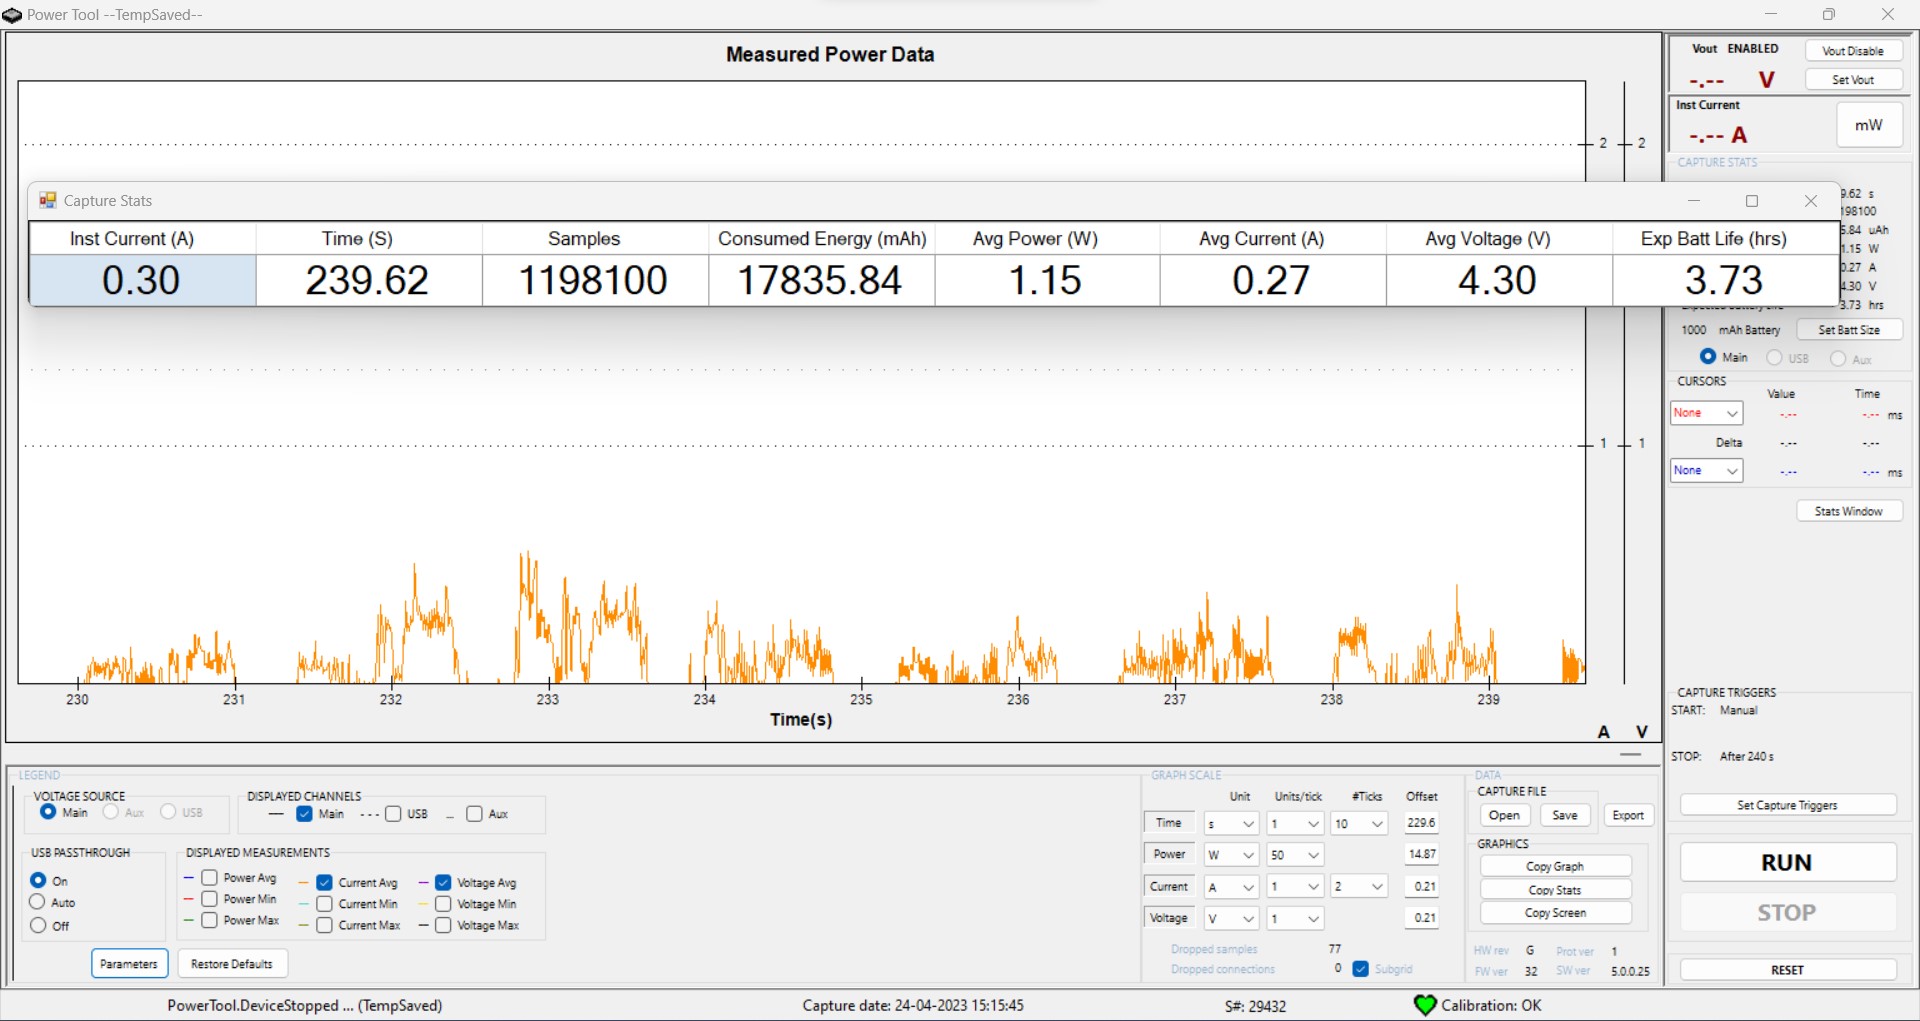 Power Tool --TempSaved--
Measured Power Data
2 2
Capture Stats
Inst Current (A) Time (S) Samples Consumed Energy (mAh) Avg Power (W) Avg Current (A) Avg Voltage (V) Exp Batt Life (hrs)
0.30 239.62 1198100 17835.84 1.15 0.27 4.30 3.73
1 1
230 231 232 233 234 235 236 237 238 239
Time(s)
A V
Vout ENABLED Vout Disable
-.-- V Set Vout
Inst Current
-.-- A mW
CAPTURE STATS
9.62 s
198100
5.84 uAh
1.15 W
0.27 A
4.30 V
3.73 hrs
1000 mAh Battery Set Batt Size
Main USB Aux
CURSORS
Value Time
None -.-- -.-- ms
Delta -.-- -.--
None -.-- -.-- ms
Stats Window
CAPTURE TRIGGERS
START: Manual
STOP: After 240 s
Set Capture Triggers
RUN
STOP
RESET
LEGEND
VOLTAGE SOURCE
Main Aux USB
DISPLAYED CHANNELS
Main USB Aux
USB PASSTHROUGH
On
Auto
Off
DISPLAYED MEASUREMENTS
Power Avg Current Avg Voltage Avg
Power Min Current Min Voltage Min
Power Max Current Max Voltage Max
Parameters Restore Defaults
GRAPH SCALE
Unit Units/tick #Ticks Offset
Time s 1 10 229.6
Power W 50 14.87
Current A 1 2 0.21
Voltage V 1 0.21
Dropped samples 77
Dropped connections 0 Subgrid
DATA
CAPTURE FILE
Open Save Export
GRAPHICS
Copy Graph
Copy Stats
Copy Screen
HW rev G Prot ver 1
FW ver 32 SW ver 5.0.0.25
PowerTool.DeviceStopped ... (TempSaved) Capture date: 24-04-2023 15:15:45 S#: 29432 Calibration: OK